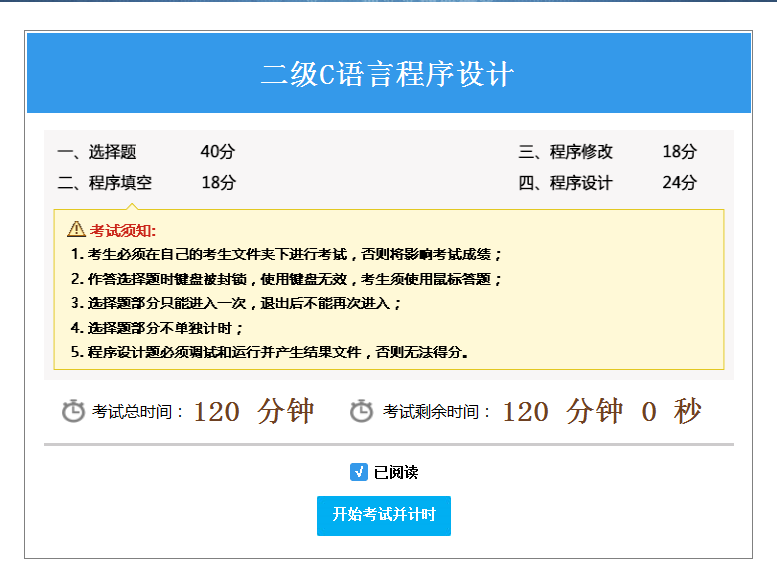 二级C语言程序设计
一、选择题 40分 三、程序修改 18分
二、程序填空 18分 四、程序设计 24分
考试须知:
1. 考生必须在自己的考生文件夹下进行考试，否则将影响考试成绩；
2. 作答选择题时键盘被封锁，使用键盘无效，考生须使用鼠标答题；
3. 选择题部分只能进入一次，退出后不能再次进入；
4. 选择题部分不单独计时；
5. 程序设计题必须调试和运行并产生结果文件，否则无法得分。
考试总时间：120 分钟 考试剩余时间：120 分钟 0 秒
已阅读
开始考试并计时